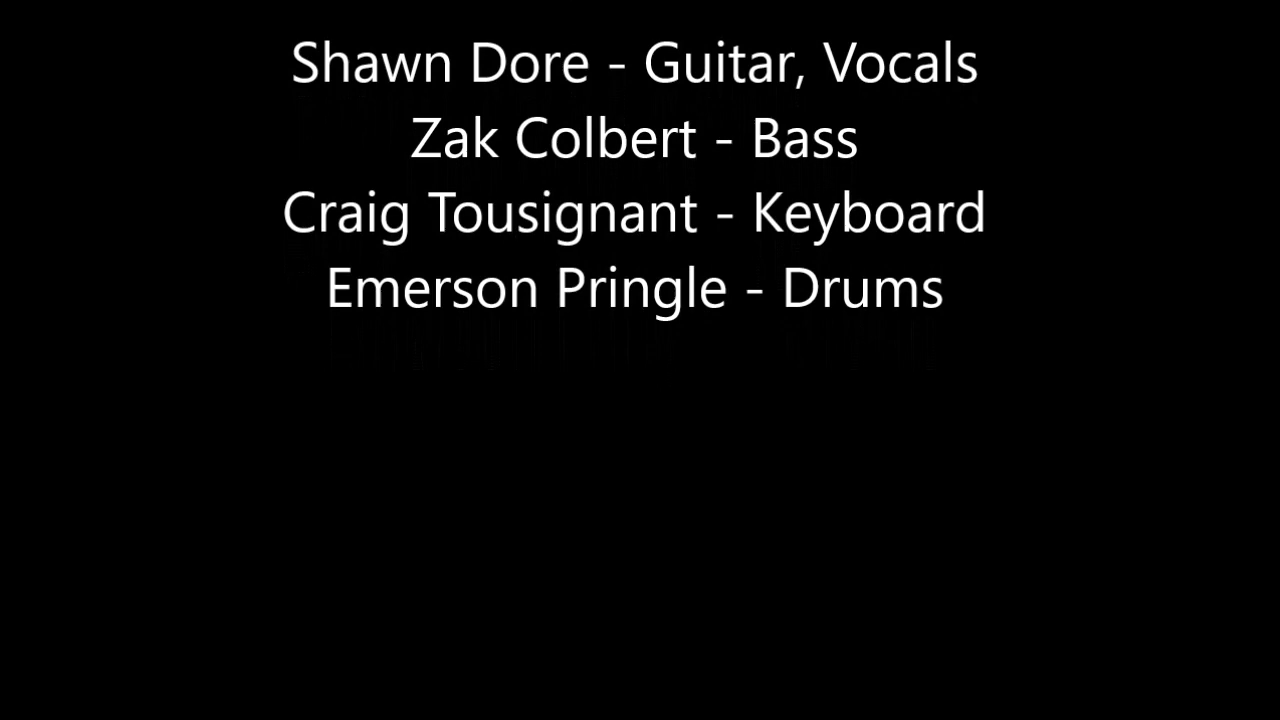 Shawn Dore - Guitar, Vocals
Zak Colbert - Bass
Craig Tousignant - Keyboard
Emerson Pringle - Drums